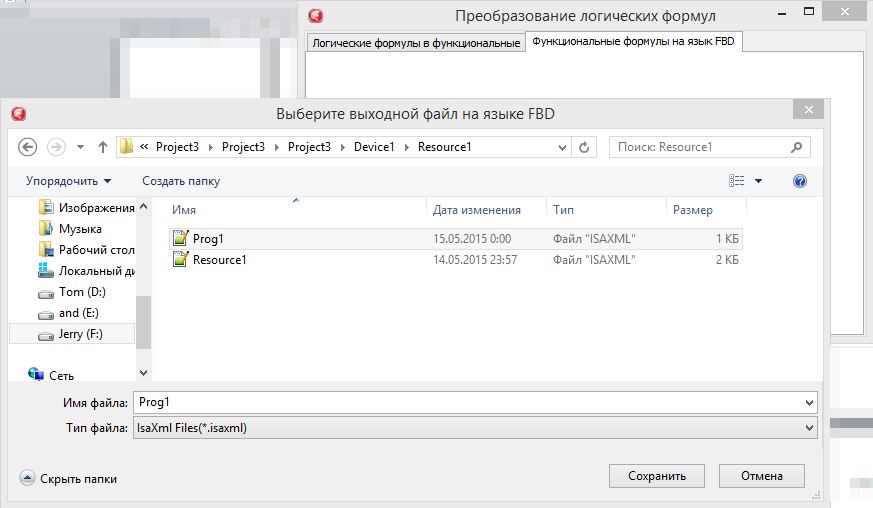 Преобразование логических формул
Логические формулы в функциональные
Функциональные формулы на язык FBD
Выберите выходной файл на языке FBD
« Project3 Project3 Project3 Device1 Resource1
Поиск: Resource1
Упорядочить
Создать папку
Изображения
Музыка
Рабочий стол
Локальный ди
Tom (D:)
and (E:)
Jerry (F:)
Сеть
Имя Дата изменения Тип Размер
Prog1 15.05.2015 0:00 Файл "ISAXML" 1 КБ
Resource1 14.05.2015 23:57 Файл "ISAXML" 2 КБ
Имя файла: Prog1
Тип файла: IsaXml Files(*.isaxml)
Скрыть папки
Сохранить
Отмена